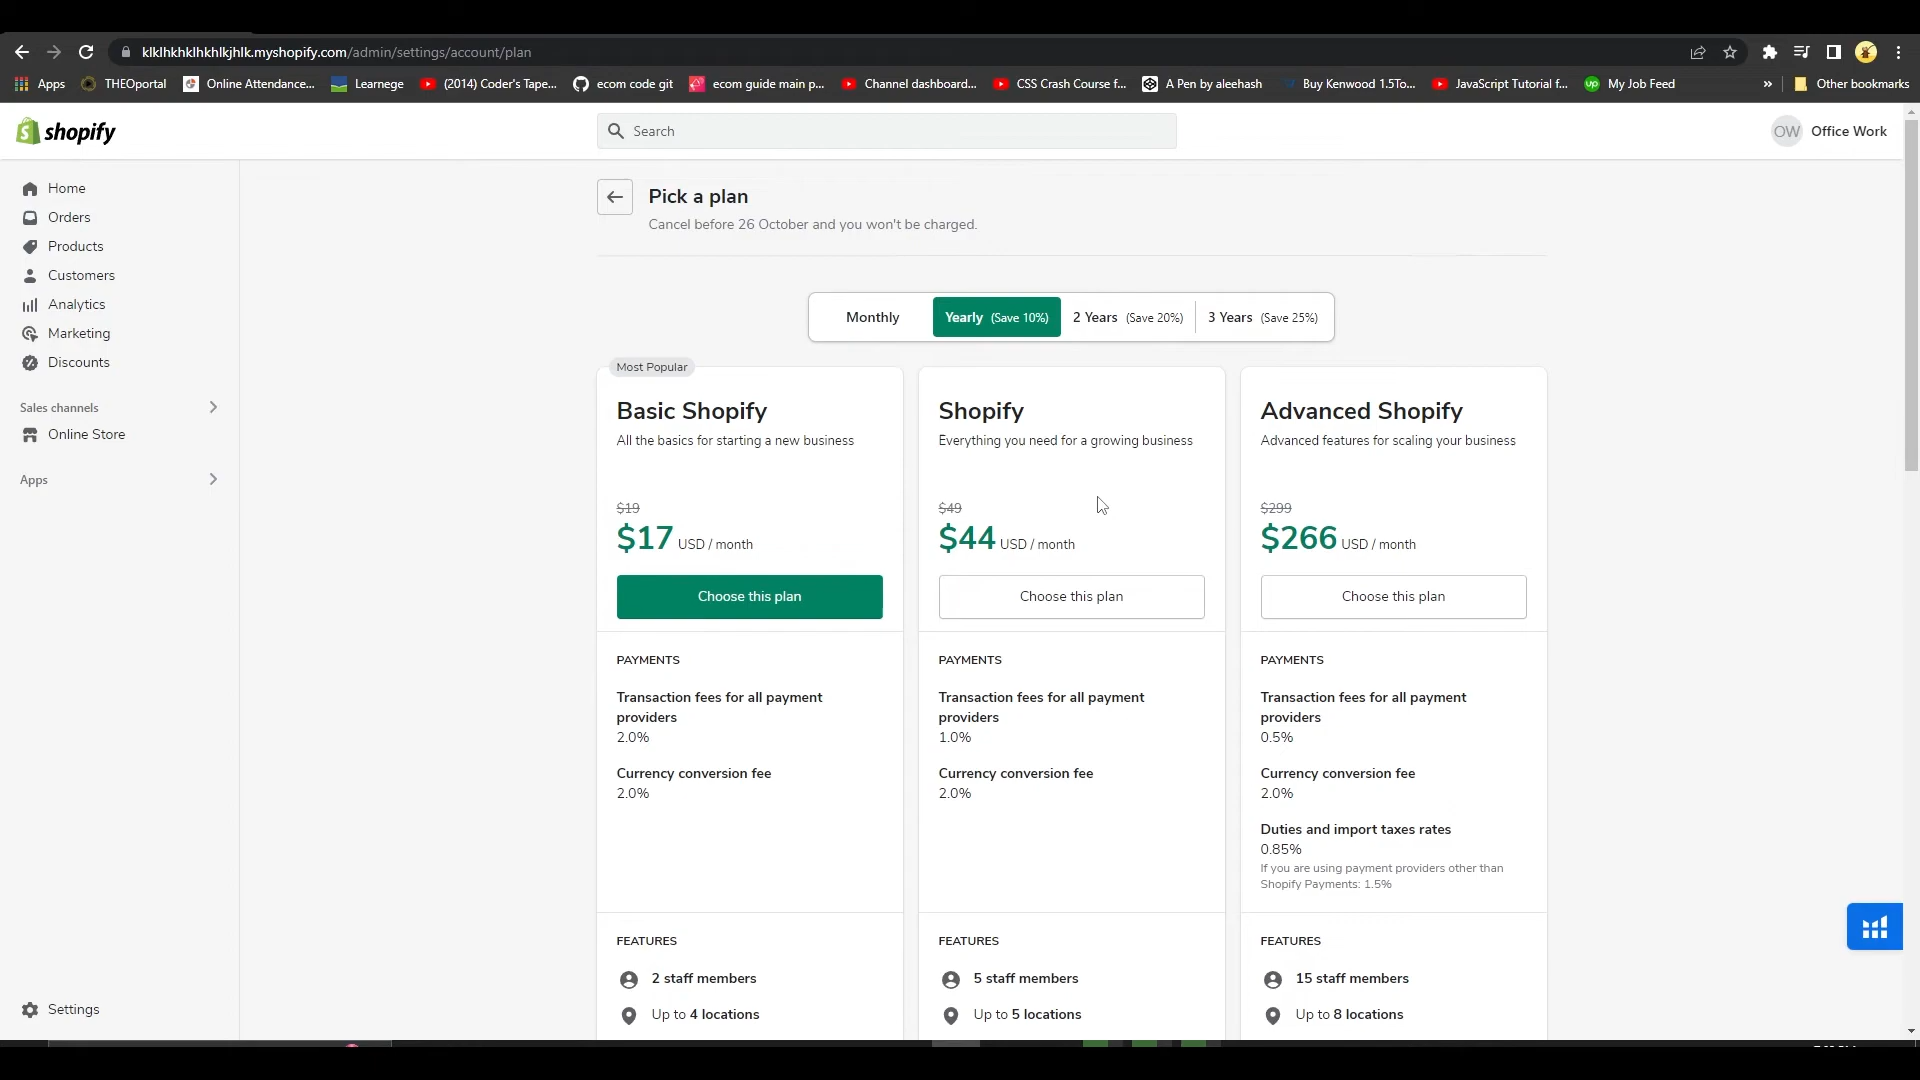 klklhkhklhkhlkjhlk.myshopify.com/admin/settings/account/plan
Apps THEOportal Online Attendance... Learnege (2014) Coder's Tape... ecom code git ecom guide main p... Channel dashboard... CSS Crash Course f... A Pen by aleehash Buy Kenwood 1.5To... JavaScript Tutorial f... up My Job Feed » Other bookmarks
shopify
Search
OW Office Work
Home
Orders
Products
Customers
Analytics
Marketing
Discounts
Sales channels
Online Store
Apps
Settings
Pick a plan
Cancel before 26 October and you won't be charged.
Monthly Yearly (Save 10%) 2 Years (Save 20%) 3 Years (Save 25%)
Most Popular
Basic Shopify
All the basics for starting a new business
$19
$17 USD / month
Choose this plan
PAYMENTS
Transaction fees for all payment
providers
2.0%
Currency conversion fee
2.0%
FEATURES
2 staff members
Up to 4 locations
Shopify
Everything you need for a growing business
$49
$44 USD / month
Choose this plan
PAYMENTS
Transaction fees for all payment
providers
1.0%
Currency conversion fee
2.0%
FEATURES
5 staff members
Up to 5 locations
Advanced Shopify
Advanced features for scaling your business
$299
$266 USD / month
Choose this plan
PAYMENTS
Transaction fees for all payment
providers
0.5%
Currency conversion fee
2.0%
Duties and import taxes rates
0.85%
If you are using payment providers other than
Shopify Payments: 1.5%
FEATURES
15 staff members
Up to 8 locations